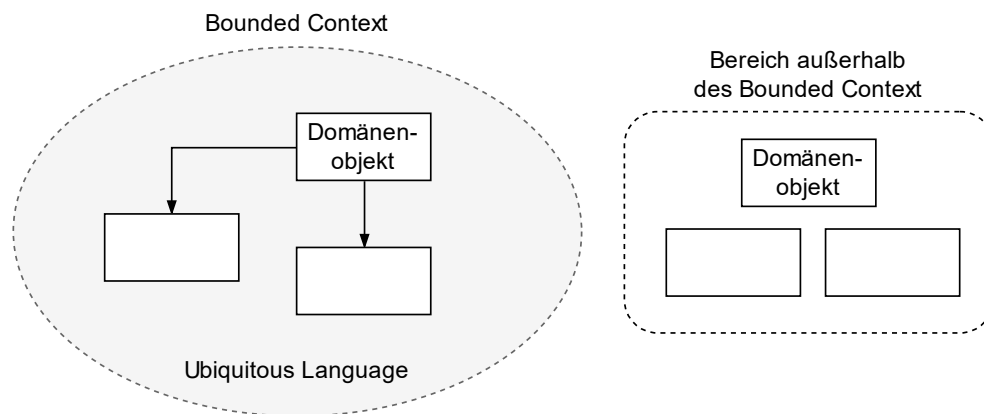 Bounded Context
Domänen-
objekt
Ubiquitous Language
Bereich außerhalb
des Bounded Context
Domänen-
objekt